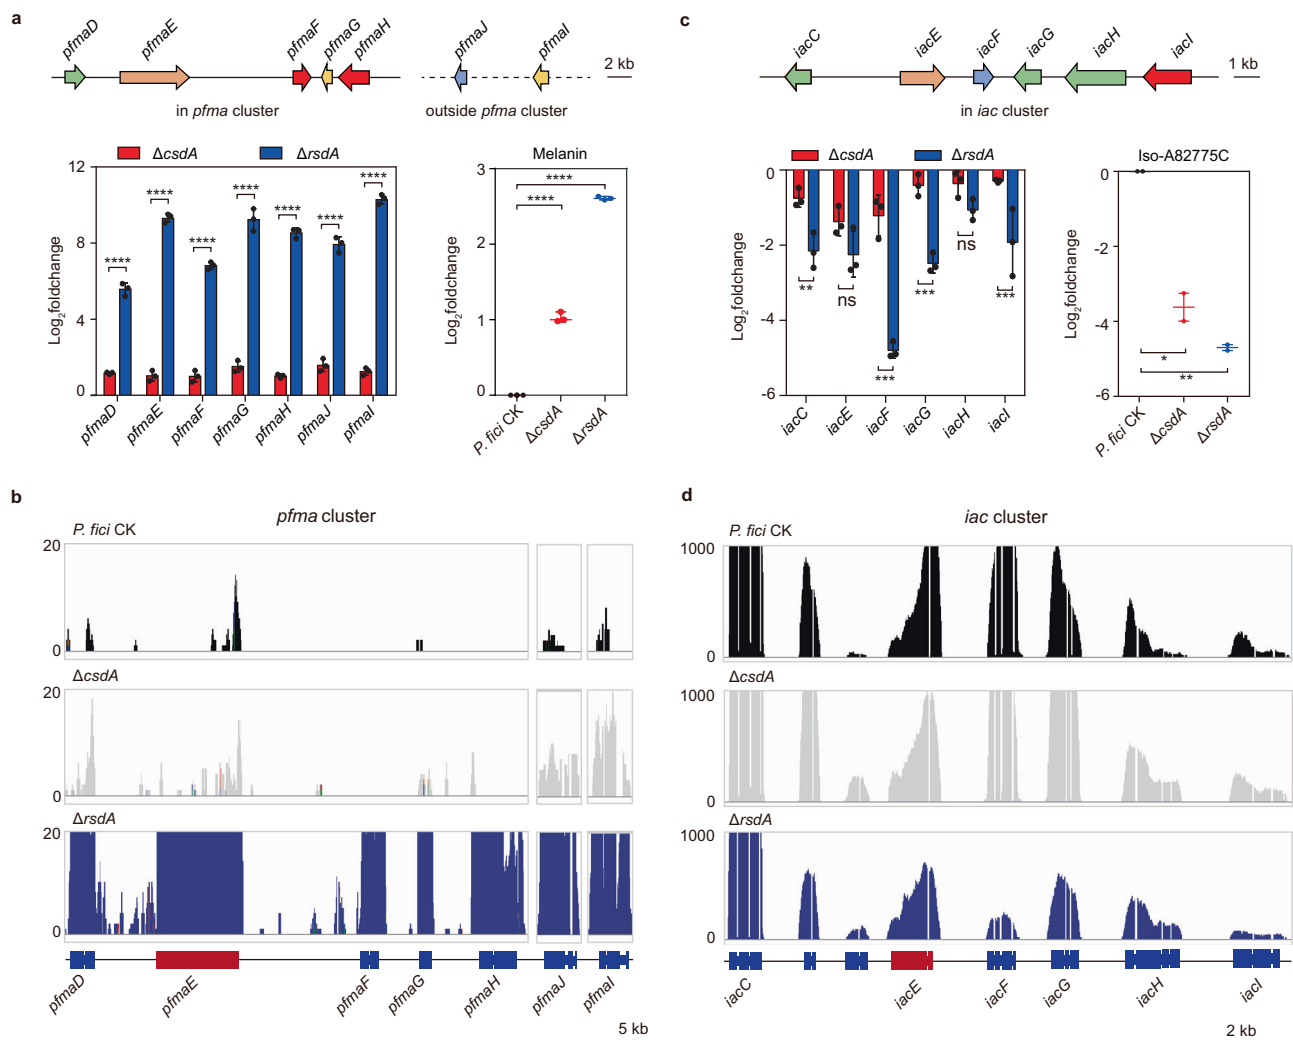 a
pfmaD
pfmaE
pfmaF
pfmaG
pfmaH
pfmaJ
pfmaI
2 kb
in pfma cluster
outside pfma cluster
ΔcsdA
ΔrsdA
Log2foldchange
12
8
4
0
****
****
****
****
****
****
****
pfmaD
pfmaE
pfmaF
pfmaG
pfmaH
pfmaJ
pfmaI
Melanin
Log2foldchange
3
2
1
0
****
****
P. fici CK
ΔcsdA
ΔrsdA
c
iacC
iacE
iacF
iacG
iacH
iacI
1 kb
in iac cluster
ΔcsdA
ΔrsdA
Log2foldchange
0
-2
-4
-6
**
ns
***
***
ns
***
iacC
iacE
iacF
iacG
iacH
iacI
Iso-A82775C
Log2foldchange
0
-2
-4
-6
*
**
P. fici CK
ΔcsdA
ΔrsdA
b
pfma cluster
P. fici CK
20
0
ΔcsdA
20
0
ΔrsdA
20
0
pfmaD
pfmaE
pfmaF
pfmaG
pfmaH
pfmaJ
pfmaI
5 kb
d
iac cluster
P. fici CK
1000
0
ΔcsdA
1000
0
ΔrsdA
1000
0
iacC
iacE
iacF
iacG
iacH
iacI
2 kb